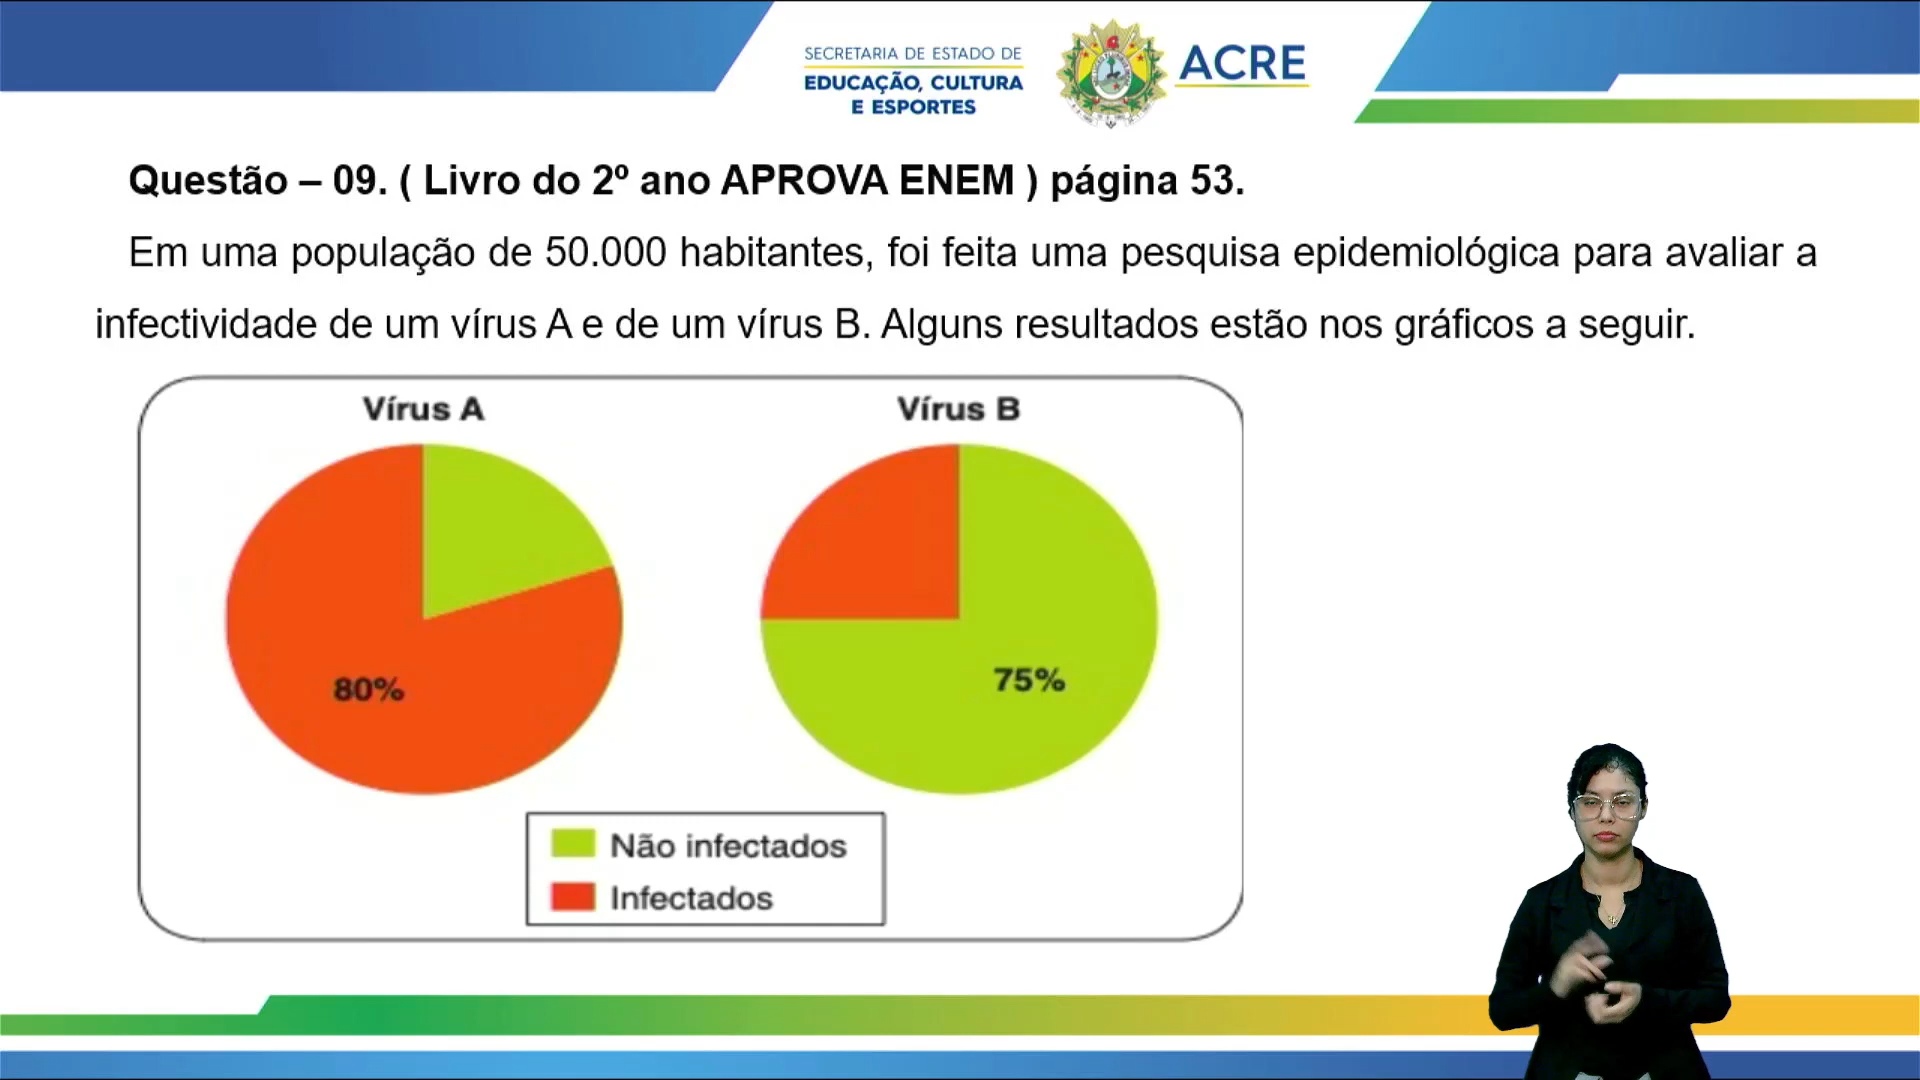 SECRETARIA DE ESTADO DE
EDUCAÇÃO, CULTURA
E ESPORTES
ACRE
Questão – 09. ( Livro do 2º ano APROVA ENEM ) página 53.
Em uma população de 50.000 habitantes, foi feita uma pesquisa epidemiológica para avaliar a
infectividade de um vírus A e de um vírus B. Alguns resultados estão nos gráficos a seguir.
Vírus A
Vírus B
80%
75%
Não infectados
Infectados